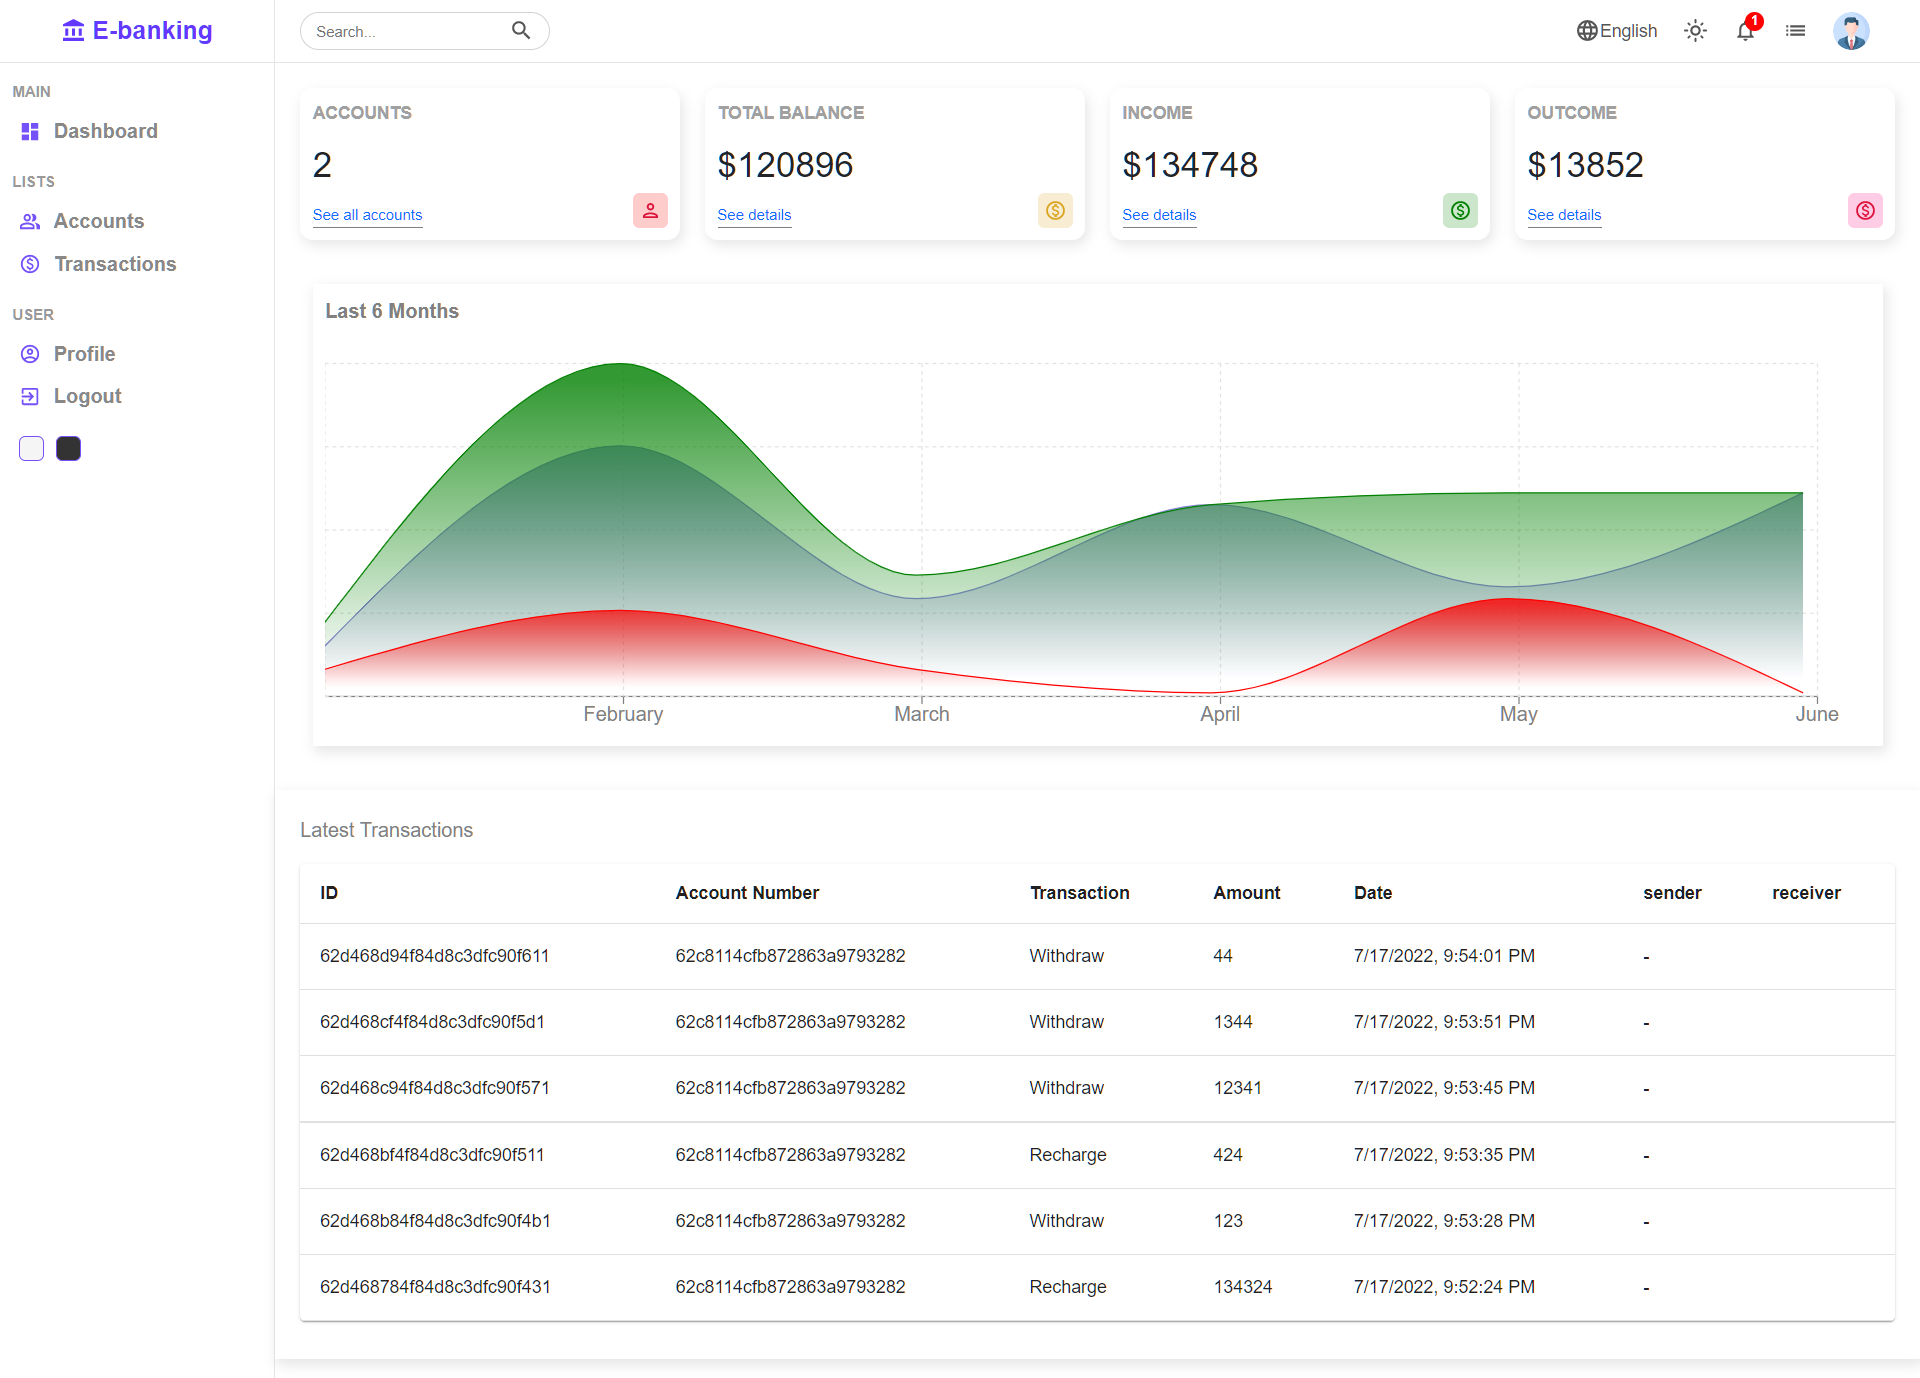 E-banking
Search...
English
1
MAIN
Dashboard
LISTS
Accounts
Transactions
USER
Profile
Logout
ACCOUNTS
2
See all accounts
TOTAL BALANCE
$120896
See details
INCOME
$134748
See details
OUTCOME
$13852
See details
Last 6 Months
February March April May June
Latest Transactions
ID Account Number Transaction Amount Date sender receiver
62d468d94f84d8c3dfc90f611 62c8114cfb872863a9793282 Withdraw 44 7/17/2022, 9:54:01 PM -
62d468cf4f84d8c3dfc90f5d1 62c8114cfb872863a9793282 Withdraw 1344 7/17/2022, 9:53:51 PM -
62d468c94f84d8c3dfc90f571 62c8114cfb872863a9793282 Withdraw 12341 7/17/2022, 9:53:45 PM -
62d468bf4f84d8c3dfc90f511 62c8114cfb872863a9793282 Recharge 424 7/17/2022, 9:53:35 PM -
62d468b84f84d8c3dfc90f4b1 62c8114cfb872863a9793282 Withdraw 123 7/17/2022, 9:53:28 PM -
62d468784f84d8c3dfc90f431 62c8114cfb872863a9793282 Recharge 134324 7/17/2022, 9:52:24 PM -